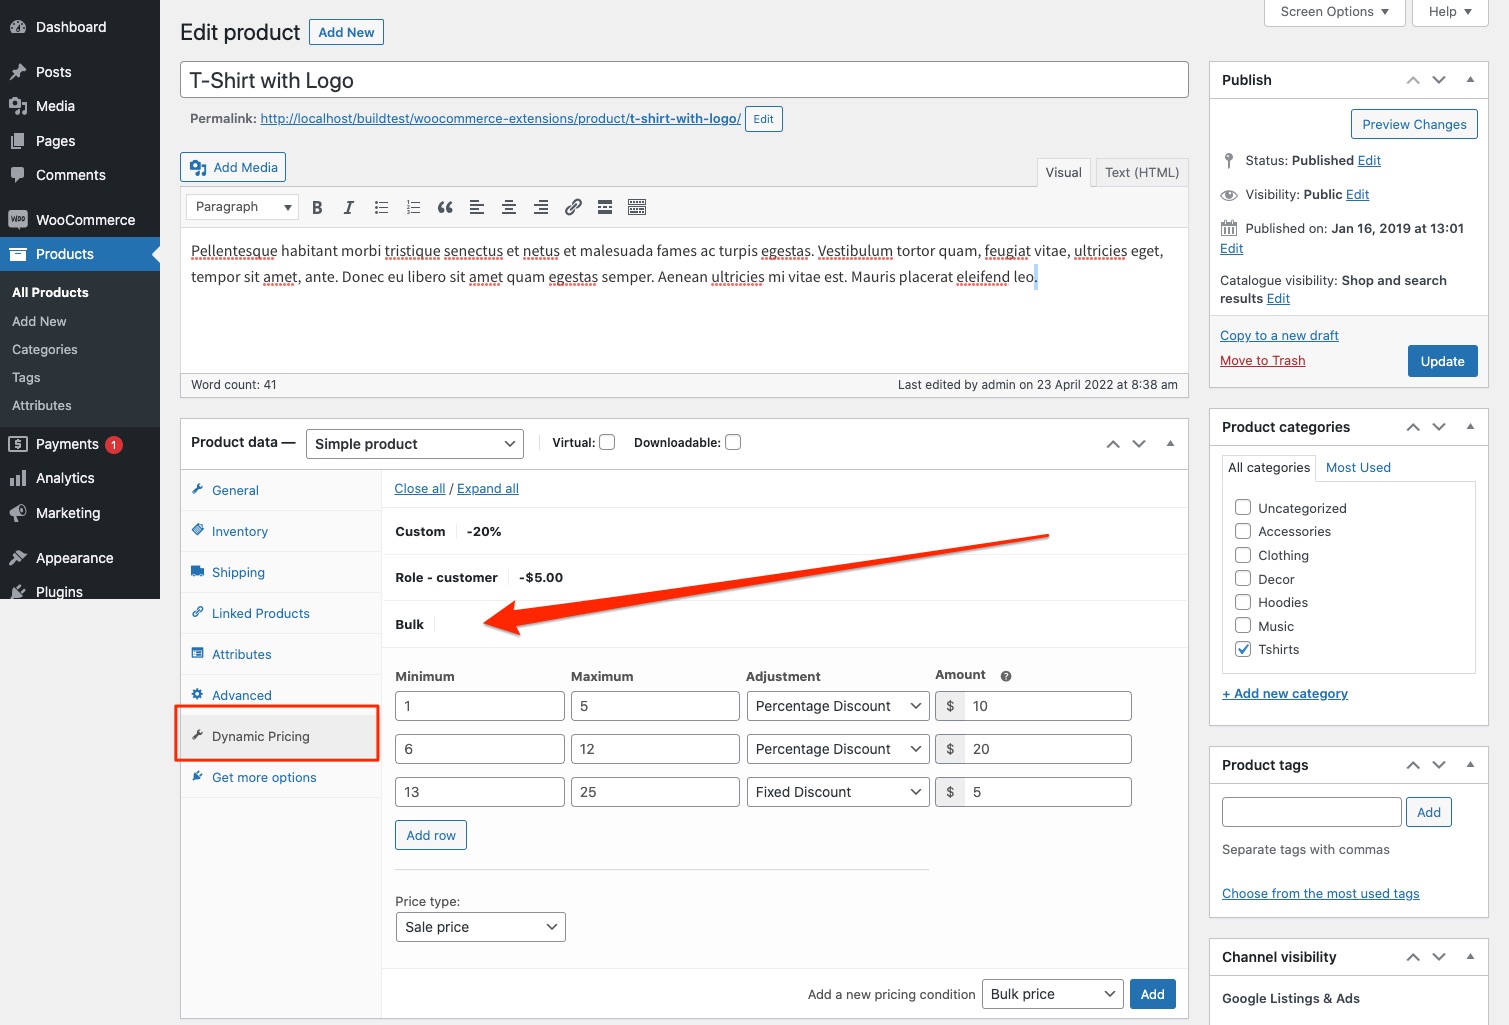 Dashboard
Posts
Media
Pages
Comments
WooCommerce
Products
All Products
Add New
Categories
Tags
Attributes
Payments 1
Analytics
Marketing
Appearance
Plugins
Screen Options
Help
Edit product Add New
T-Shirt with Logo
Permalink: http://localhost/buildtest/woocommerce-extensions/product/t-shirt-with-logo/ Edit
Add Media
Visual Text (HTML)
Paragraph
Pellentesque habitant morbi tristique senectus et netus et malesuada fames ac turpis egestas. Vestibulum tortor quam, feugiat vitae, ultricies eget,
tempor sit amet, ante. Donec eu libero sit amet quam egestas semper. Aenean ultricies mi vitae est. Mauris placerat eleifend leo.
Word count: 41 Last edited by admin on 23 April 2022 at 8:38 am
Product data — Simple product Virtual: Downloadable:
General
Inventory
Shipping
Linked Products
Attributes
Advanced
Dynamic Pricing
Get more options
Close all / Expand all
Custom -20%
Role - customer -$5.00
Bulk
Minimum Maximum Adjustment Amount ?
1 5 Percentage Discount $ 10
6 12 Percentage Discount $ 20
13 25 Fixed Discount $ 5
Add row
Price type:
Sale price
Add a new pricing condition Bulk price Add
Publish
Preview Changes
Status: Published Edit
Visibility: Public Edit
Published on: Jan 16, 2019 at 13:01
Edit
Catalogue visibility: Shop and search
results Edit
Copy to a new draft
Move to Trash
Update
Product categories
All categories Most Used
Uncategorized
Accessories
Clothing
Decor
Hoodies
Music
Tshirts
+ Add new category
Product tags
Add
Separate tags with commas
Choose from the most used tags
Channel visibility
Google Listings & Ads